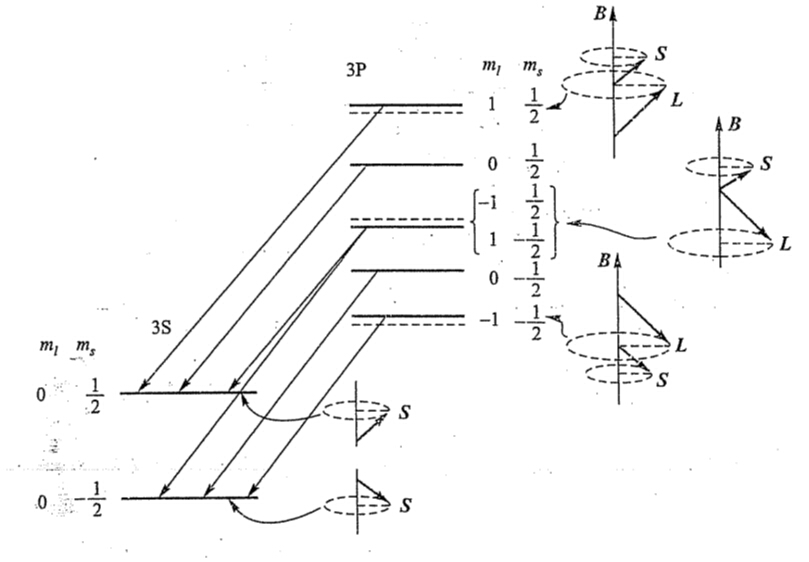 B
S
L
3P
m_l m_s
1 1/2
0 1/2
-1 1/2
1 -1/2
0 -1/2
-1 -1/2
B
S
L
B
L
S
3S
m_l m_s
0 1/2
S
0 -1/2
S